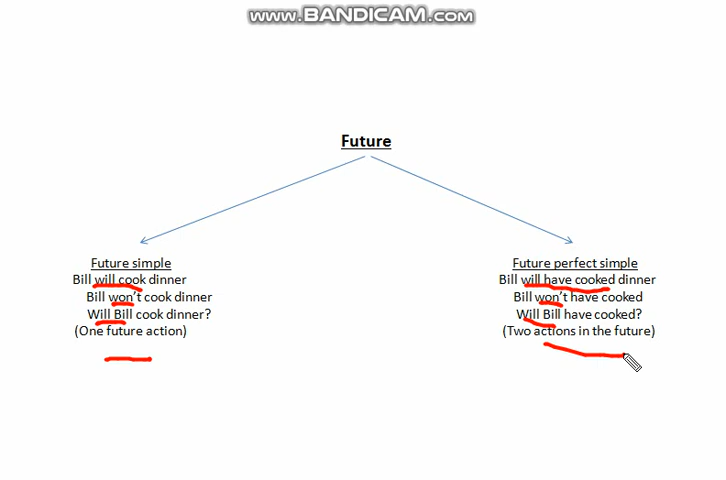 www.BANDICAM.com
Future
Future simple
Bill will cook dinner
Bill won't cook dinner
Will Bill cook dinner?
(One future action)
Future perfect simple
Bill will have cooked dinner
Bill won't have cooked
Will Bill have cooked?
(Two actions in the future)